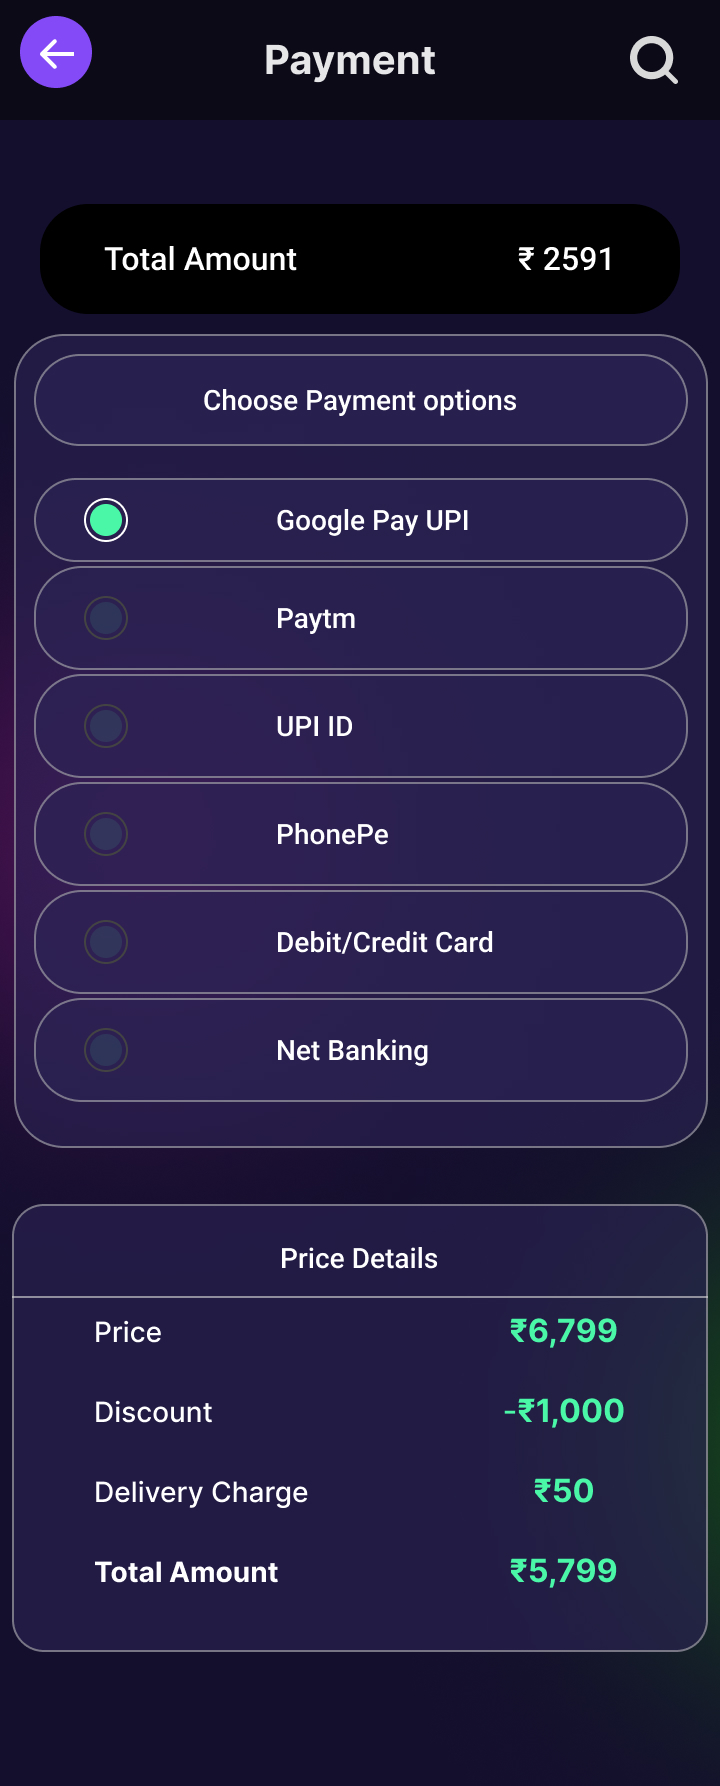 Payment
Total Amount ₹ 2591
Choose Payment options
Google Pay UPI
Paytm
UPI ID
PhonePe
Debit/Credit Card
Net Banking
Price Details
Price ₹6,799
Discount -₹1,000
Delivery Charge ₹50
Total Amount ₹5,799